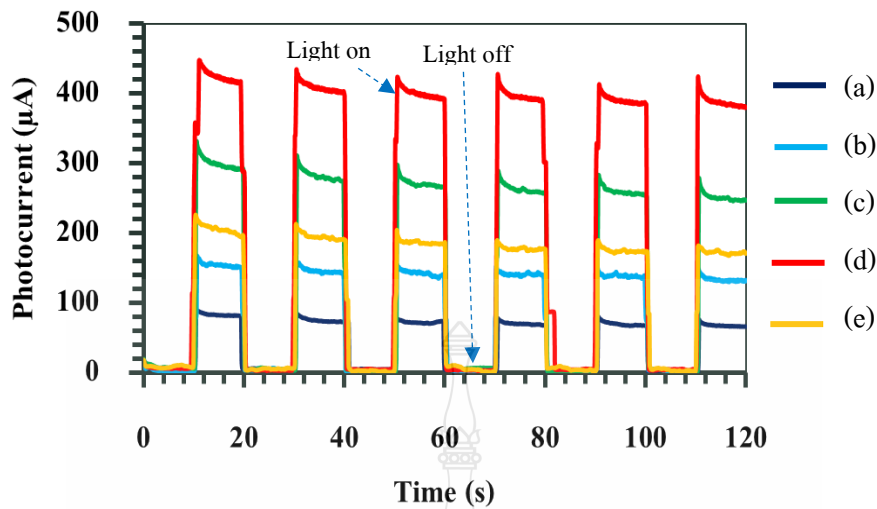 500
400
300
200
100
0
Photocurrent (μA)
Light on
Light off
(a)
(b)
(c)
(d)
(e)
0 20 40 60 80 100 120
Time (s)